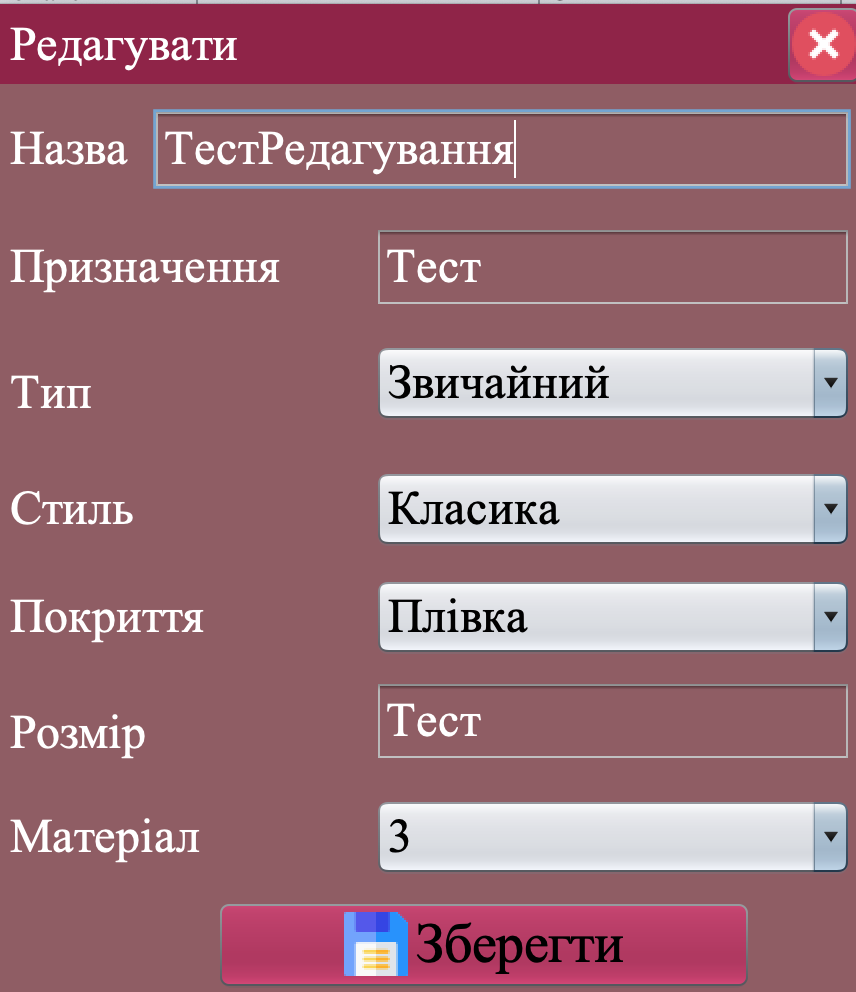 Редагувати
Назва ТестРедагування
Призначення Тест
Тип Звичайний
Стиль Класика
Покриття Плівка
Розмір Тест
Матеріал 3
Зберегти